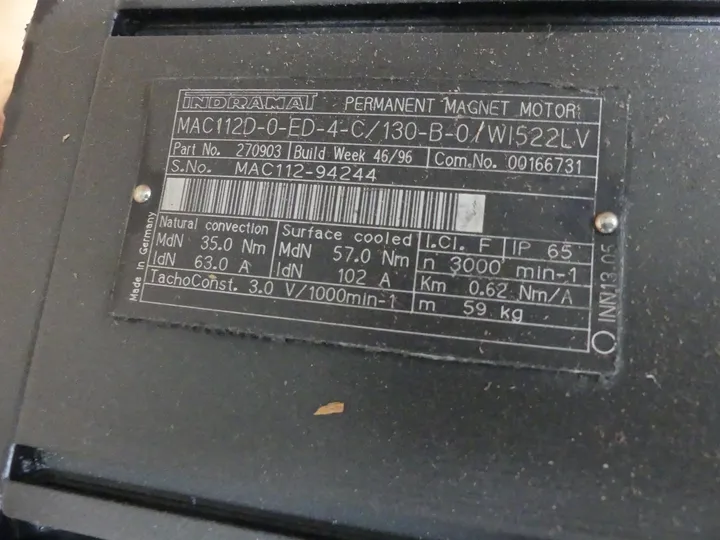 INDRAMAT PERMANENT MAGNET MOTOR
MAC112D-0-ED-4-C/130-B-0/WI522LV
Part No. 270903 Build Week 46/96 Com.No. 00166731
S.No. MAC112-94244
Natural convection
MdN 35.0 Nm
IdN 63.0 A
Surface cooled
MdN 57.0 Nm
IdN 102 A
I.Cl. F IP 65
n 3000 min-1
Km 0.62 Nm/A
TachoConst. 3.0 V/1000min-1
m 59 kg
Made in Germany
INN13.05